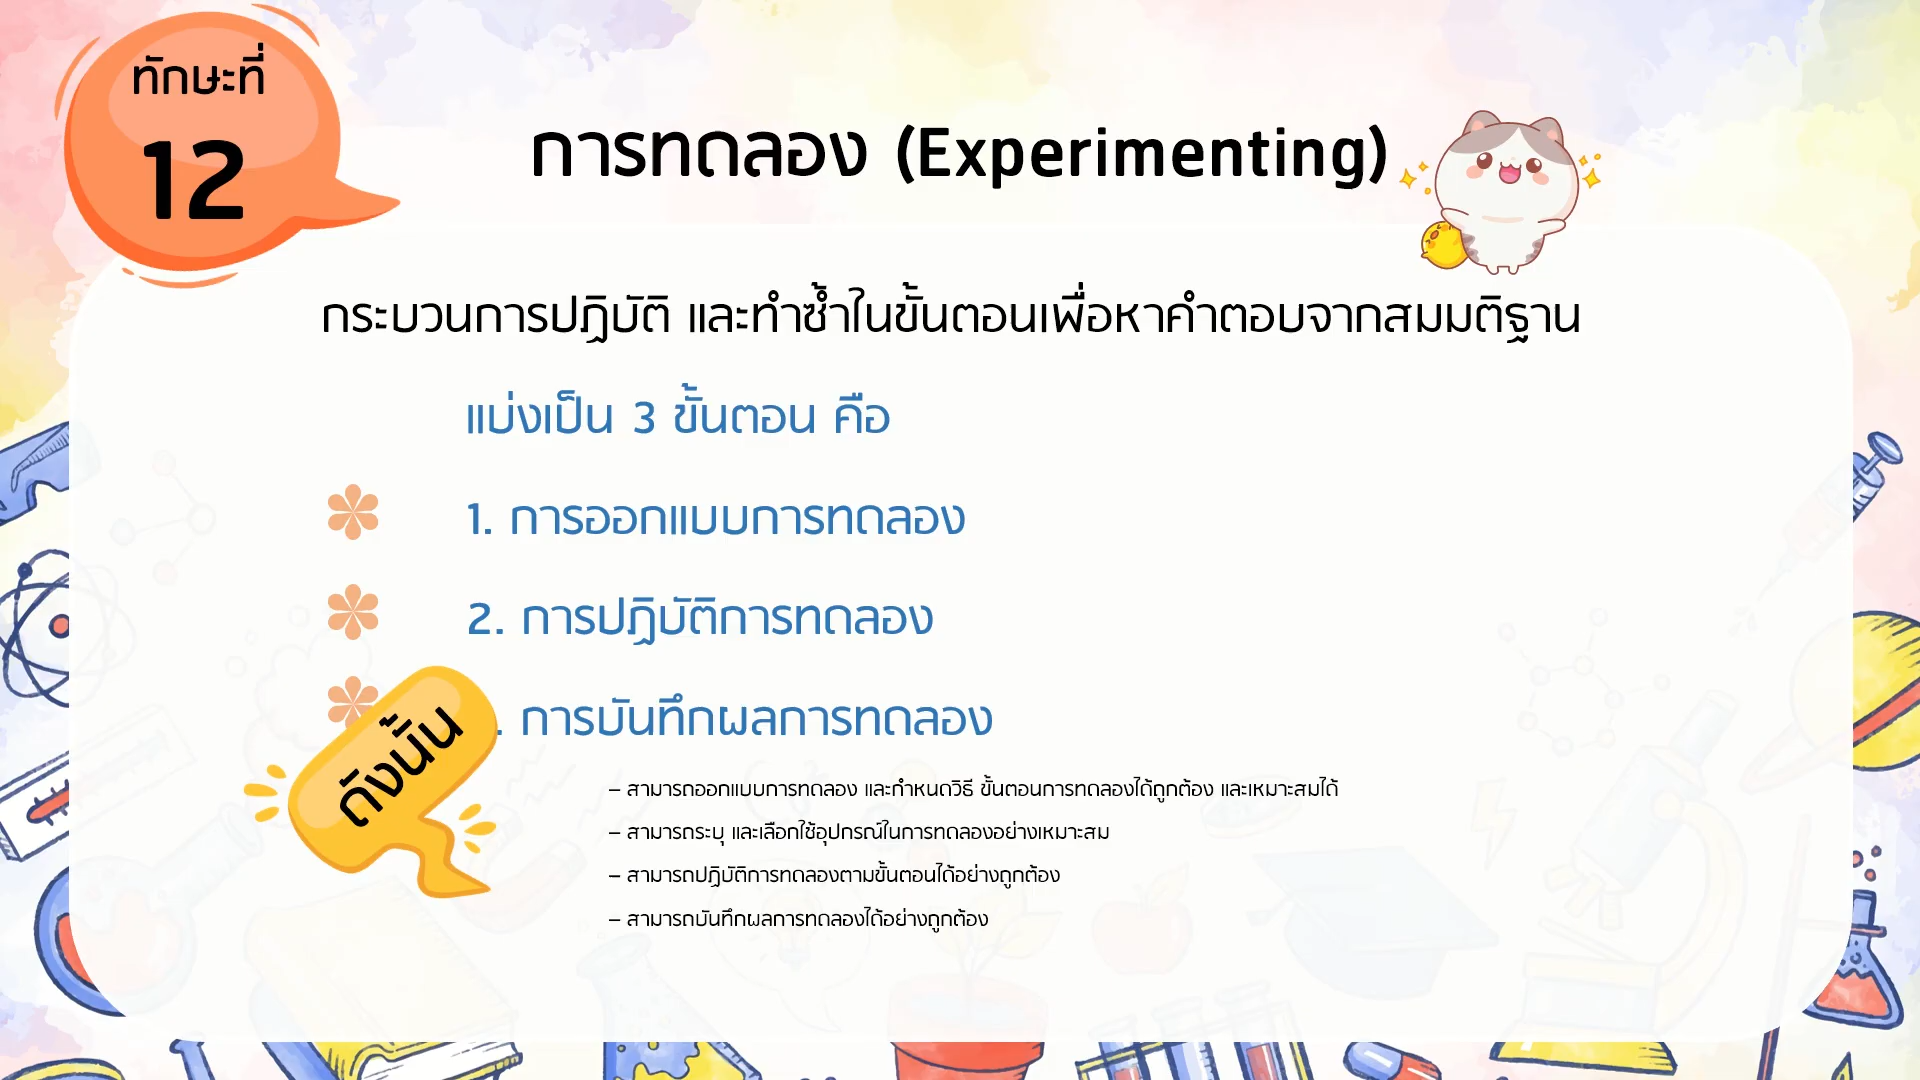 ทักษะที่
12
การทดลอง (Experimenting)
กระบวนการปฏิบัติ และทำซ้ำในขั้นตอนเพื่อหาคำตอบจากสมมติฐาน
แบ่งเป็น 3 ขั้นตอน คือ
1. การออกแบบการทดลอง
2. การปฏิบัติการทดลอง
. การบันทึกผลการทดลอง
ดังนั้น
– สามารถออกแบบการทดลอง และกำหนดวิธี ขั้นตอนการทดลองได้ถูกต้อง และเหมาะสมได้
– สามารถระบุ และเลือกใช้อุปกรณ์ในการทดลองอย่างเหมาะสม
– สามารถปฏิบัติการทดลองตามขั้นตอนได้อย่างถูกต้อง
– สามารถบันทึกผลการทดลองได้อย่างถูกต้อง